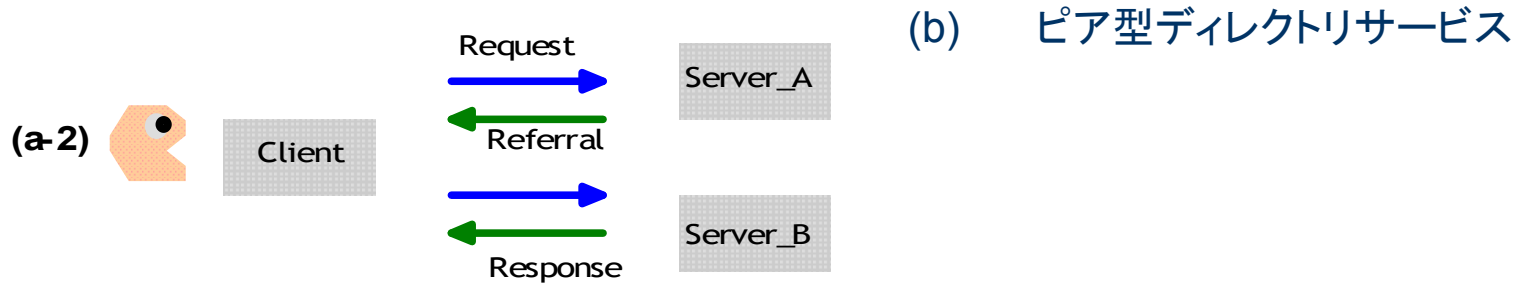 (b) ピア型ディレクトリサービス
Request
Server_A
(a-2)
Client
Referral
Server_B
Response